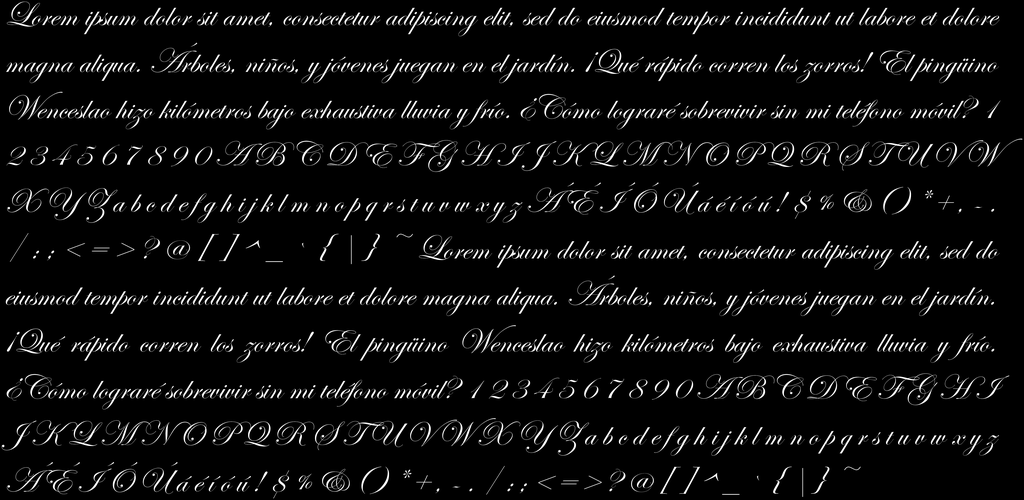 Lorem ipsum dolor sit amet, consectetur adipiscing elit, sed do eiusmod tempor incididunt ut labore et dolore
magna aliqua. Árboles, niños, y jóvenes juegan en el jardín. ¡Qué rápido corren los zorros! El pingüino
Wenceslao hizo kilómetros bajo exhaustiva lluvia y frío. ¿Cómo lograré sobrevivir sin mi teléfono móvil? 1
2 3 4 5 6 7 8 9 0 A B C D E F G H I J K L M N O P Q R S T U V W
X Y Z a b c d e f g h i j k l m n o p q r s t u v w x y z Á É Í Ó Ú á é í ó ú ! $ % & ( ) * + , - .
/ : ; < = > ? @ [ ] ^ _ ` { | } ~ Lorem ipsum dolor sit amet, consectetur adipiscing elit, sed do
eiusmod tempor incididunt ut labore et dolore magna aliqua. Árboles, niños, y jóvenes juegan en el jardín.
¡Qué rápido corren los zorros! El pingüino Wenceslao hizo kilómetros bajo exhaustiva lluvia y frío.
¿Cómo lograré sobrevivir sin mi teléfono móvil? 1 2 3 4 5 6 7 8 9 0 A B C D E F G H I
J K L M N O P Q R S T U V W X Y Z a b c d e f g h i j k l m n o p q r s t u v w x y z
Á É Í Ó Ú á é í ó ú ! $ % & ( ) * + , - . / : ; < = > ? @ [ ] ^ _ ` { | } ~